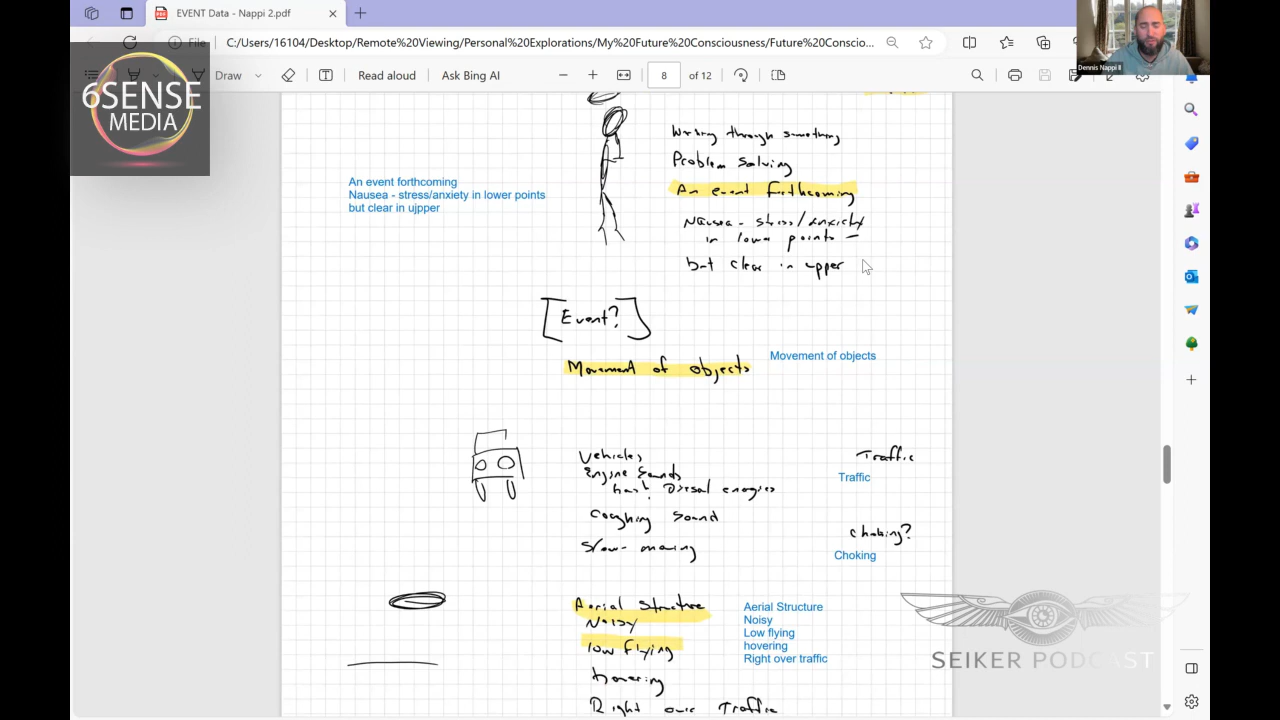 EVENT Data - Nappi 2.pdf
File
C:/Users/16104/Desktop/Remote%20Viewing/Personal%20Explorations/My%20Future%20Consciousness/Future%20Conscio...
Dennis Nappi II
Draw
Read aloud
Ask Bing AI
8
of 12
6SENSE
MEDIA
Working through something
Problem Solving
An event forthcoming
Nausea - stress/anxiety
in lower points -
but clear in upper
An event forthcoming
Nausea - stress/anxiety in lower points
but clear in ujpper
[Event?]
Movement of objects
Movement of objects
Vehicles
Engine Sounds
Diesel energies
Traffic
Traffic
Coughing Sound
Choking?
Slow-moving
Choking
Aerial Structure
Noisy
low flying
hovering
Right over Traffic
Aerial Structure
Noisy
Low flying
hovering
Right over traffic
SEIKER PODCAST